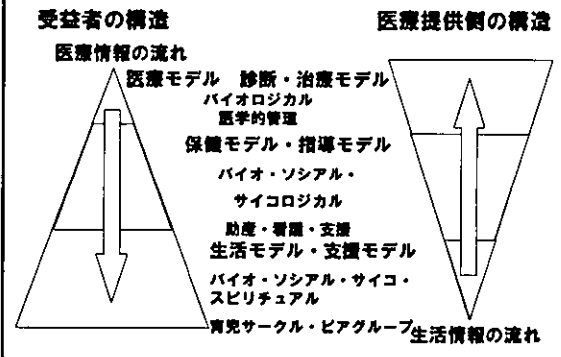 受益者の構造
医療提供側の構造
医療情報の流れ
医療モデル 診断・治療モデル
バイオロジカル
医学的管理
保健モデル・指導モデル
バイオ・ソシアル・
サイコロジカル
助産・看護・支援
生活モデル・支援モデル
バイオ・ソシアル・サイコ・
スピリチュアル
育児サークル・ピアグループ
生活情報の流れ